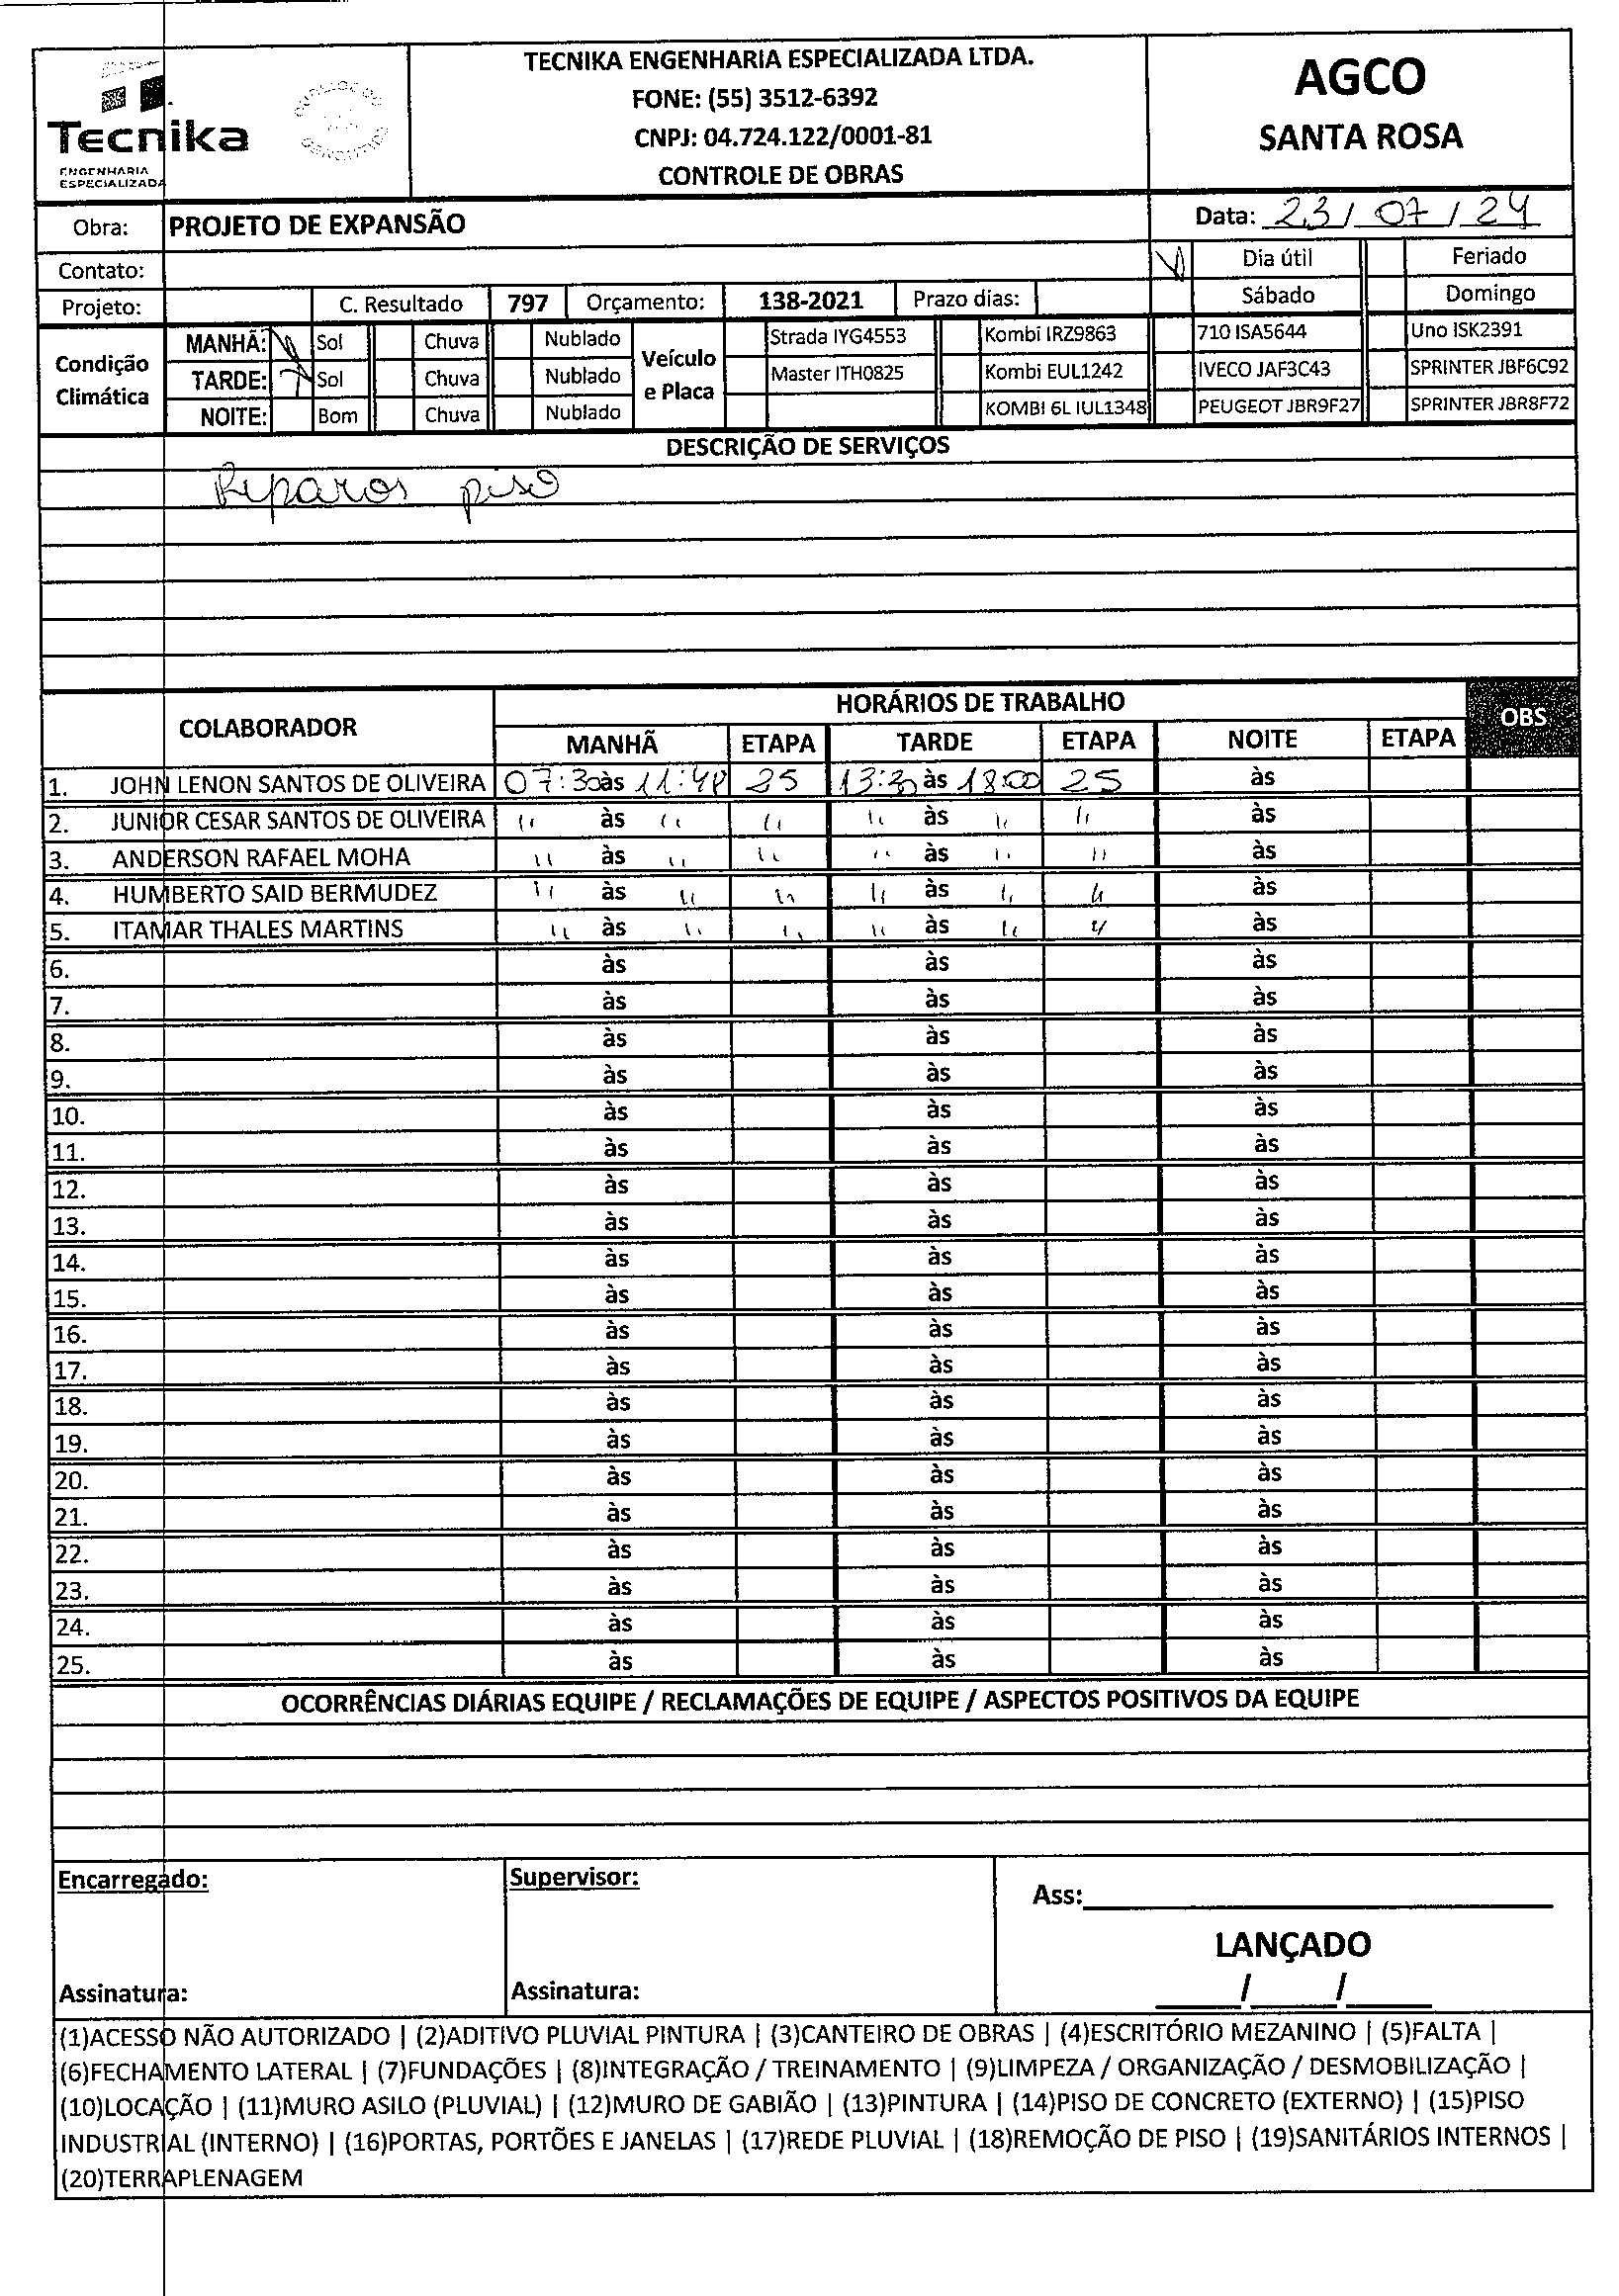 Tecnika
ENGENHARIA
ESPECIALIZADA
TECNIKA ENGENHARIA ESPECIALIZADA LTDA.
FONE: (55) 3512-6392
CNPJ: 04.724.122/0001-81
CONTROLE DE OBRAS
AGCO
SANTA ROSA
Obra: PROJETO DE EXPANSÃO Data: 23/07/24
Contato: Dia útil Feriado
Projeto: C. Resultado 797 Orçamento: 138-2021 Prazo dias: Sábado Domingo
Condição Climática
MANHÃ: Sol Chuva Nublado
TARDE: Sol Chuva Nublado
NOITE: Bom Chuva Nublado
Veículo e Placa
Strada IYG4553 Kombi IRZ9863 710 ISA5644 Uno ISK2391
Master ITH0825 Kombi EUL1242 IVECO JAF3C43 SPRINTER JBF6C92
KOMBI 6L IUL1348 PEUGEOT JBR9F27 SPRINTER JBR8F72
DESCRIÇÃO DE SERVIÇOS
Reparos piso
COLABORADOR HORÁRIOS DE TRABALHO OBS
MANHÃ ETAPA TARDE ETAPA NOITE ETAPA
1. JOHN LENON SANTOS DE OLIVEIRA 07:30 às 11:48 25 13:30 às 18:00 25 às
2. JUNIOR CESAR SANTOS DE OLIVEIRA " às " " " às " " às
3. ANDERSON RAFAEL MOHA " às " " " às " " às
4. HUMBERTO SAID BERMUDEZ " às " " " às " " às
5. ITAMAR THALES MARTINS " às " " " às " " às
6. às às às
7. às às às
8. às às às
9. às às às
10. às às às
11. às às às
12. às às às
13. às às às
14. às às às
15. às às às
16. às às às
17. às às às
18. às às às
19. às às às
20. às às às
21. às às às
22. às às às
23. às às às
24. às às às
25. às às às
OCORRÊNCIAS DIÁRIAS EQUIPE / RECLAMAÇÕES DE EQUIPE / ASPECTOS POSITIVOS DA EQUIPE
Encarregado: Supervisor: Ass:
LANÇADO
Assinatura: Assinatura: / /
(1)ACESSO NÃO AUTORIZADO | (2)ADITIVO PLUVIAL PINTURA | (3)CANTEIRO DE OBRAS | (4)ESCRITÓRIO MEZANINO | (5)FALTA |
(6)FECHAMENTO LATERAL | (7)FUNDAÇÕES | (8)INTEGRAÇÃO / TREINAMENTO | (9)LIMPEZA / ORGANIZAÇÃO / DESMOBILIZAÇÃO |
(10)LOCAÇÃO | (11)MURO ASILO (PLUVIAL) | (12)MURO DE GABIÃO | (13)PINTURA | (14)PISO DE CONCRETO (EXTERNO) | (15)PISO
INDUSTRIAL (INTERNO) | (16)PORTAS, PORTÕES E JANELAS | (17)REDE PLUVIAL | (18)REMOÇÃO DE PISO | (19)SANITÁRIOS INTERNOS |
(20)TERRAPLENAGEM